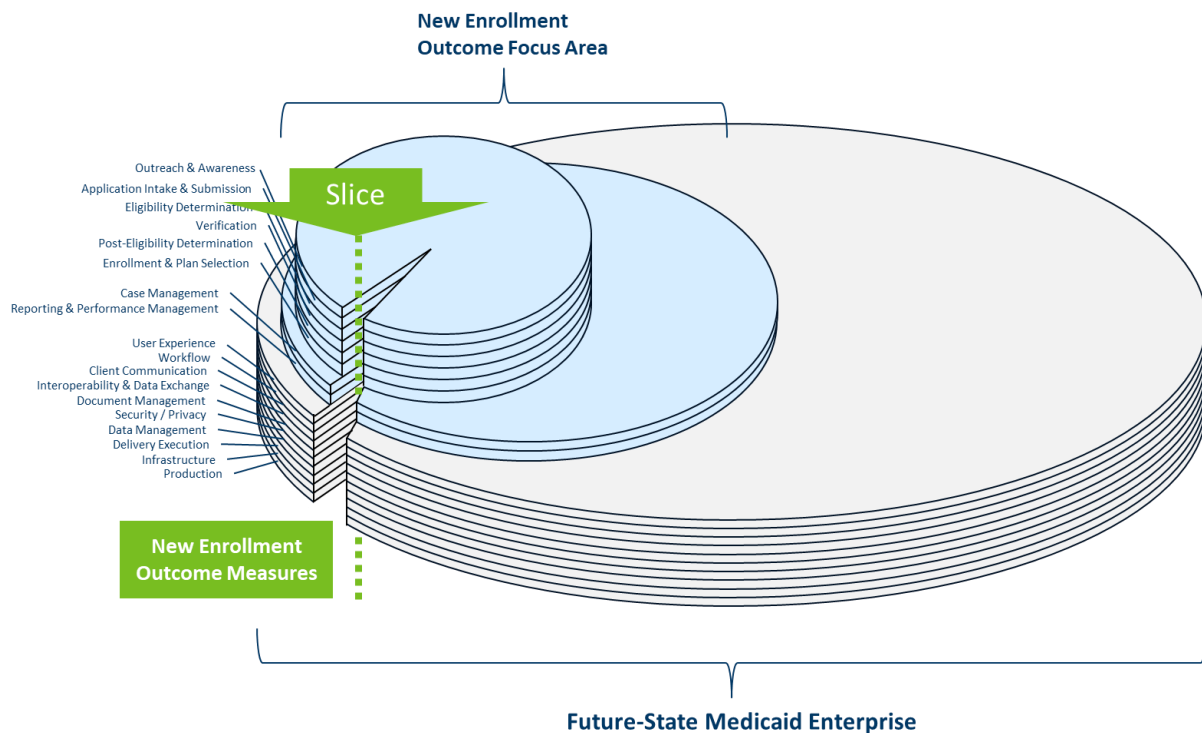 New Enrollment
Outcome Focus Area
Outreach & Awareness
Application Intake & Submission
Eligibility Determination
Verification
Post-Eligibility Determination
Enrollment & Plan Selection
Case Management
Reporting & Performance Management
User Experience
Workflow
Client Communication
Interoperability & Data Exchange
Document Management
Security / Privacy
Data Management
Delivery Execution
Infrastructure
Production
Slice
New Enrollment
Outcome Measures
Future-State Medicaid Enterprise